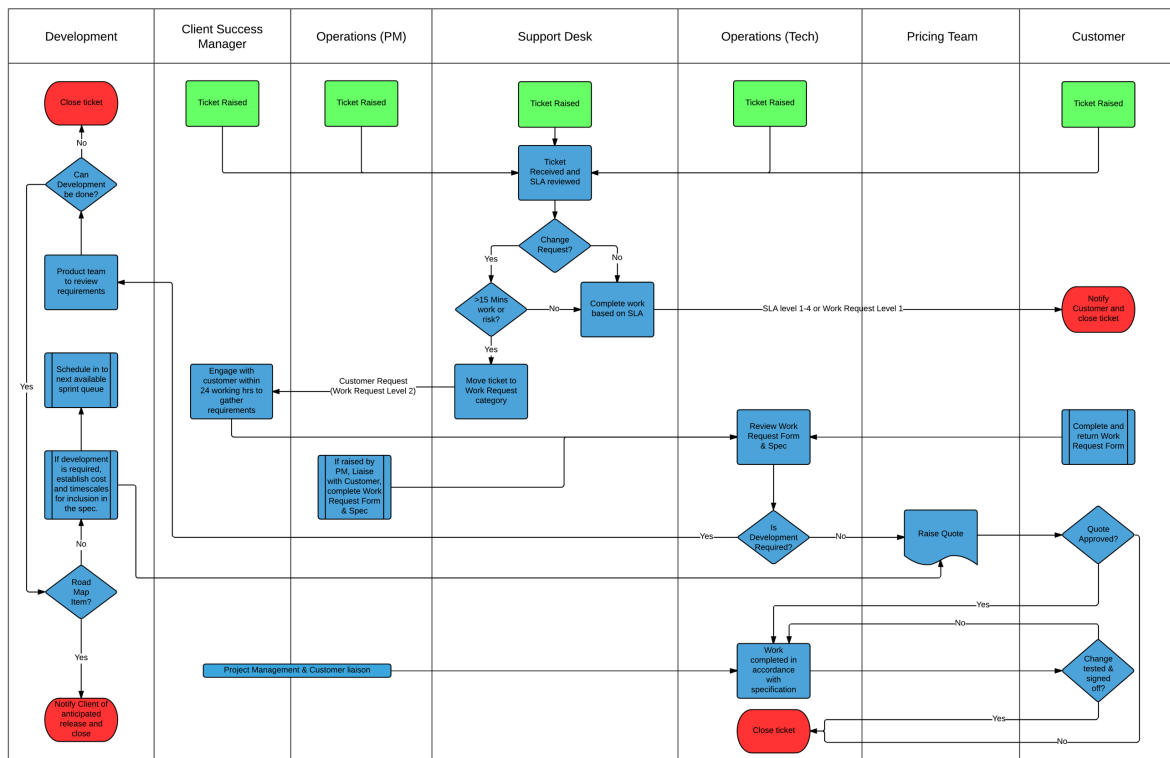 Development
Client Success
Manager
Operations (PM)
Support Desk
Operations (Tech)
Pricing Team
Customer
Close ticket
Ticket Raised
Ticket Raised
Ticket Raised
Ticket Raised
Ticket Raised
No
Can
Development
be done?
Ticket
Received and
SLA reviewed
Change
Request?
Yes
No
Product team
to review
requirements
>15 Mins
work or
risk?
No
Complete work
based on SLA
SLA level 1-4 or Work Request Level 1
Notify
Customer and
close ticket
Yes
Yes
Schedule in to
next available
sprint queue
Engage with
customer within
24 working hrs to
gather
requirements
Customer Request
(Work Request Level 2)
Move ticket to
Work Request
category
Review Work
Request Form
& Spec
Complete and
return Work
Request Form
If development
is required,
establish cost
and timescales
for inclusion in
the spec.
If raised by
PM, Liaise
with Customer,
complete Work
Request Form
& Spec
Yes
Is
Development
Required?
No
Raise Quote
Quote
Approved?
No
Road
Map
Item?
Yes
No
Yes
Project Management & Customer liaison
Work
completed in
accordance
with
specification
Change
tested &
signed
off?
Notify Client of
anticipated
release and
close
Close ticket
Yes
No